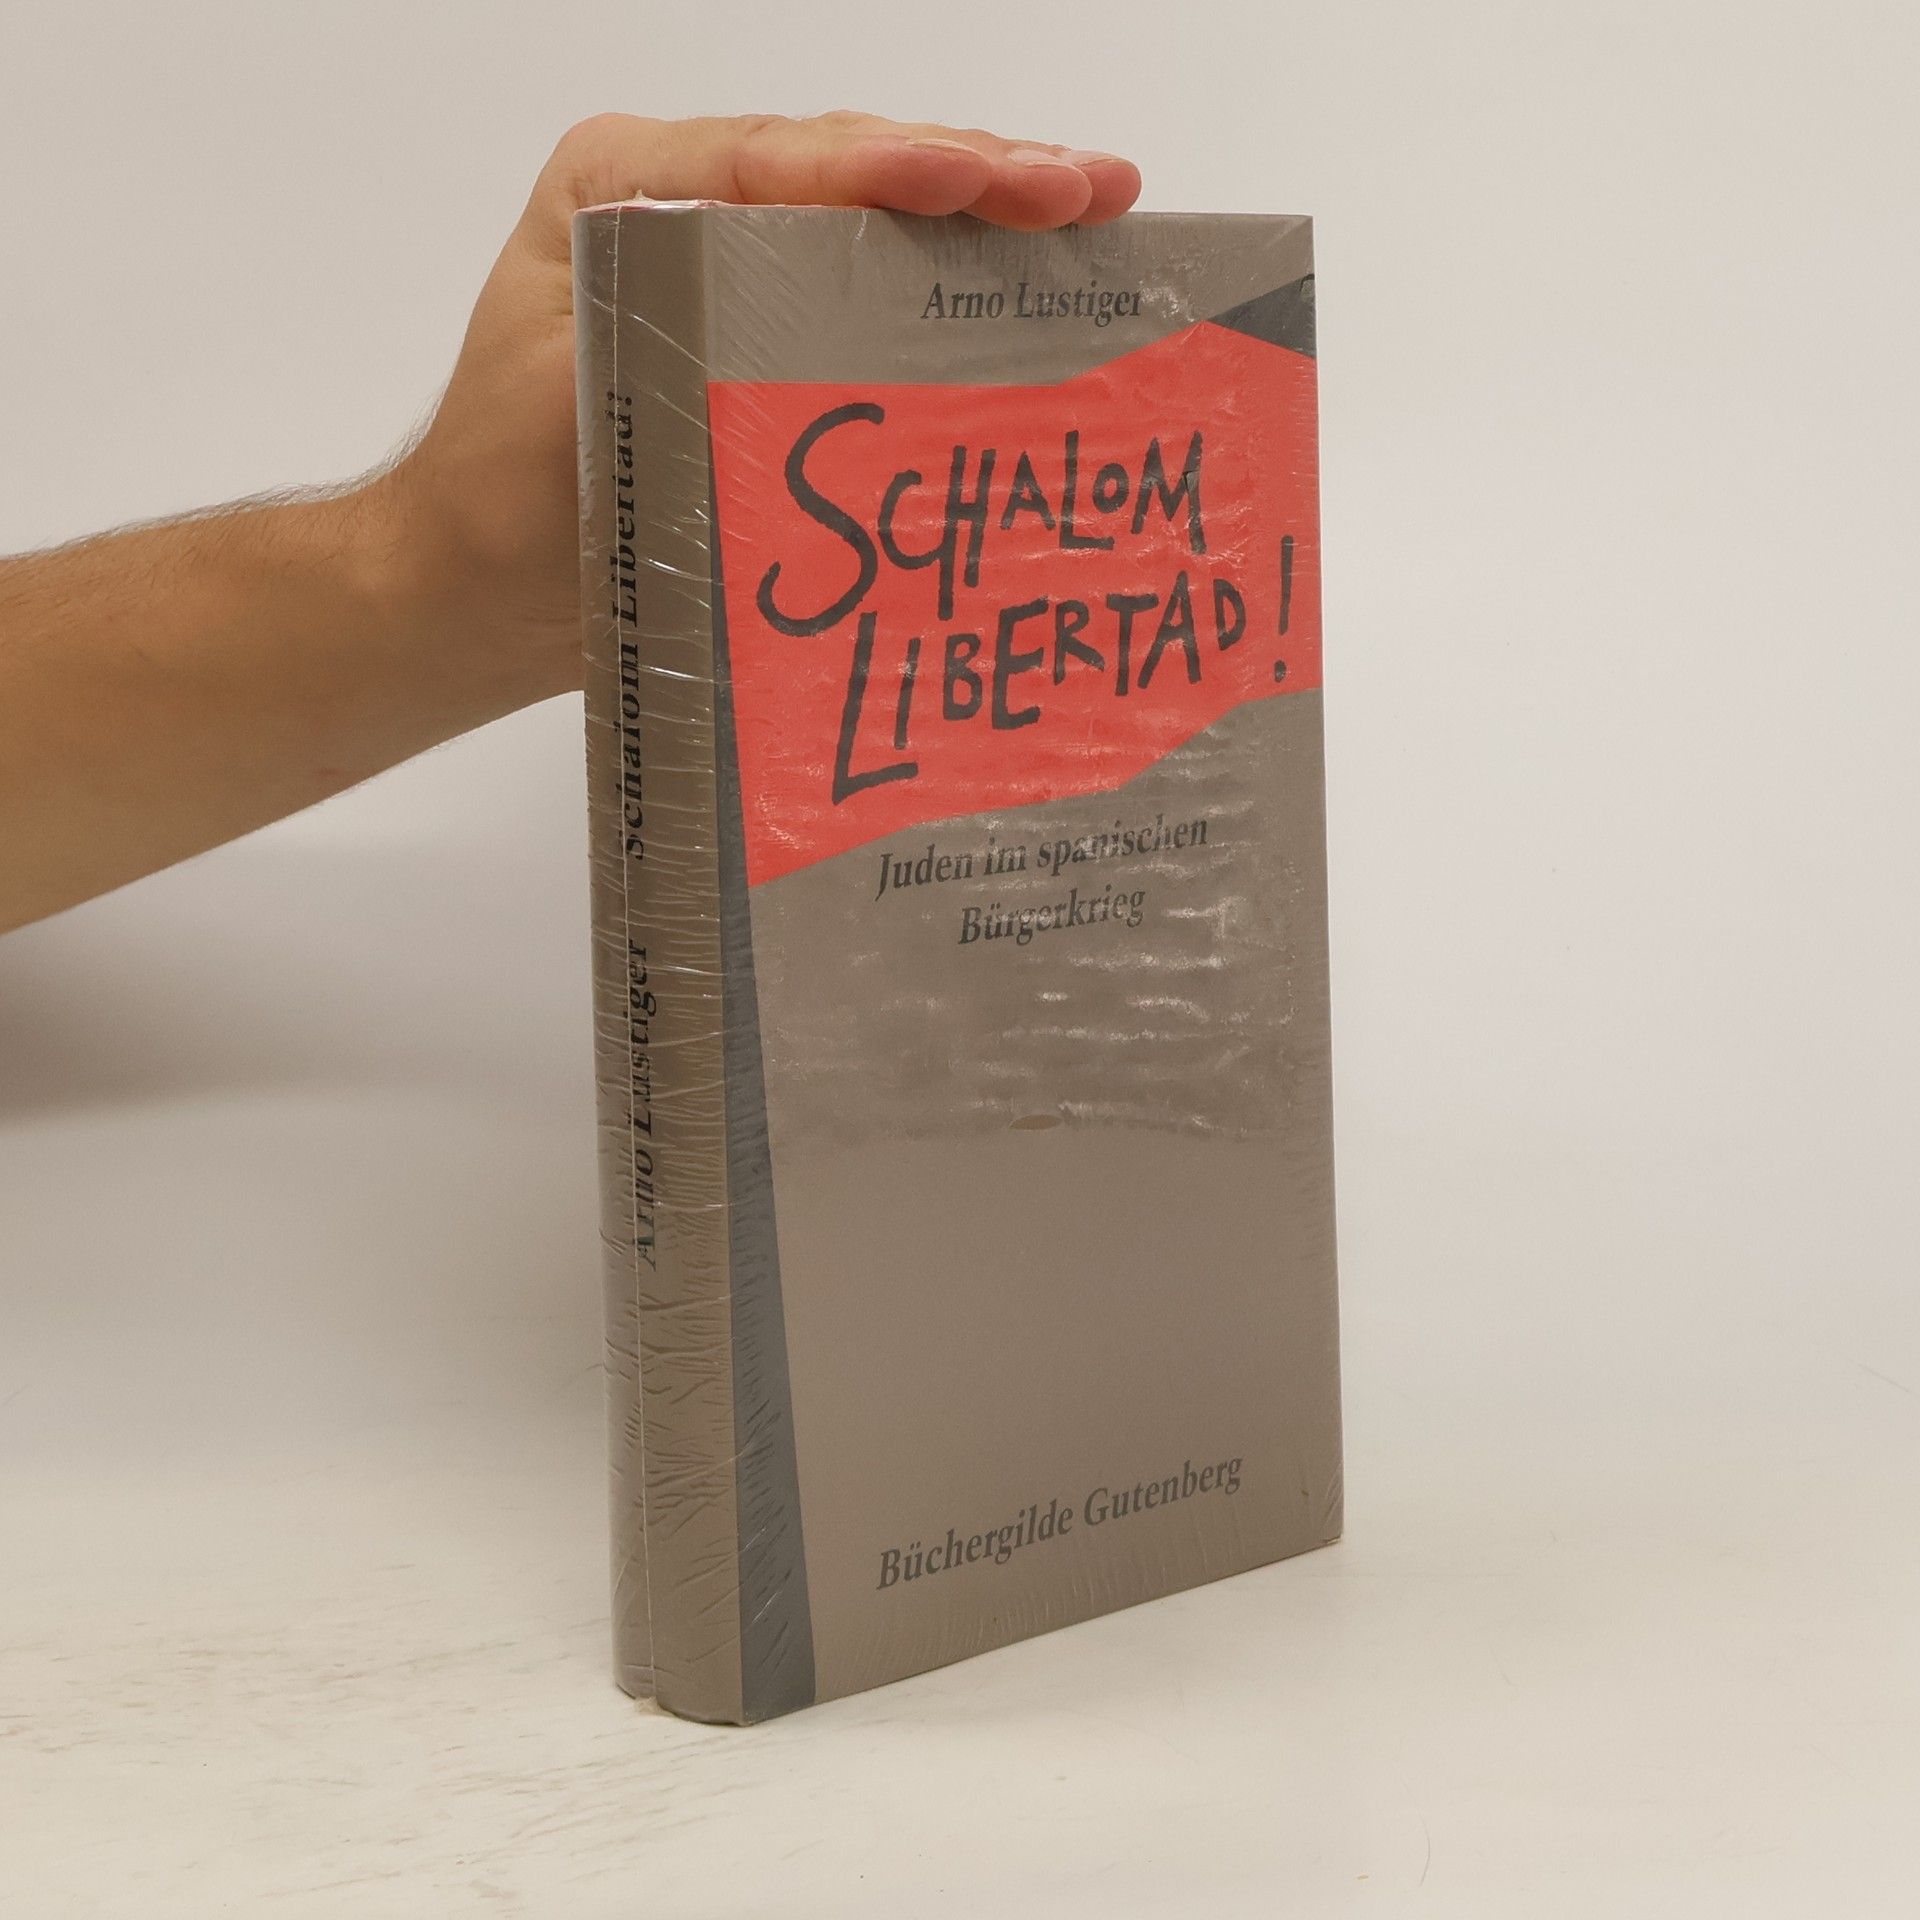 Arno Lustiger
SCHALOM
LIBERTAD!
Juden im spanischen
Bürgerkrieg
Büchergilde Gutenberg
Arno Lustiger Schalom Libertad!